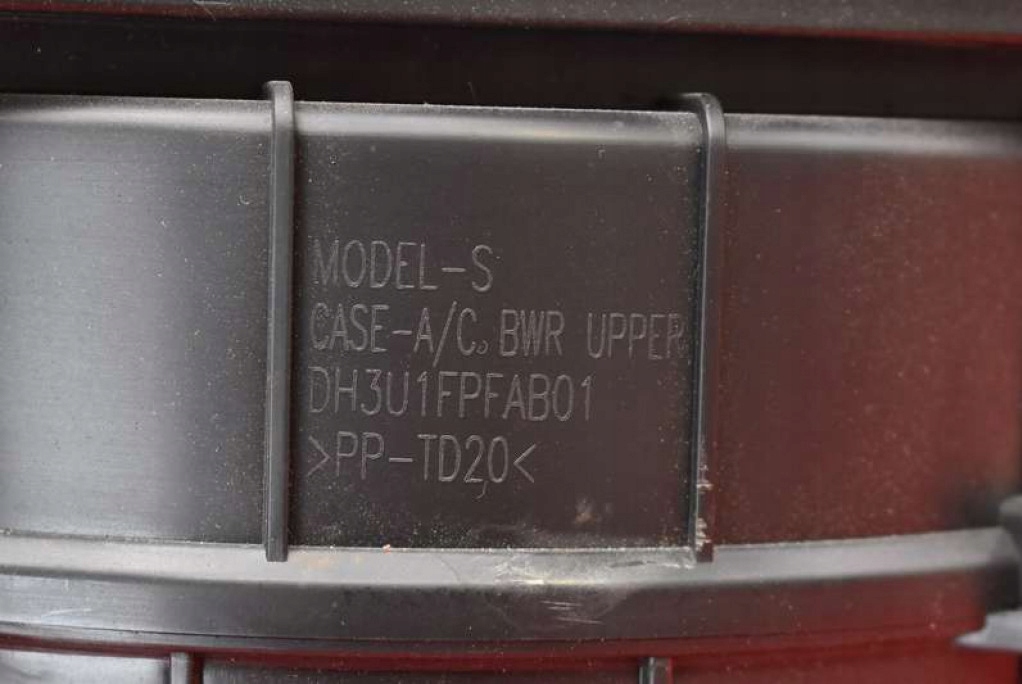 MODEL-S
CASE-A/C. BWR UPPER
DH3U1FPFAB01
>PP-TD20<